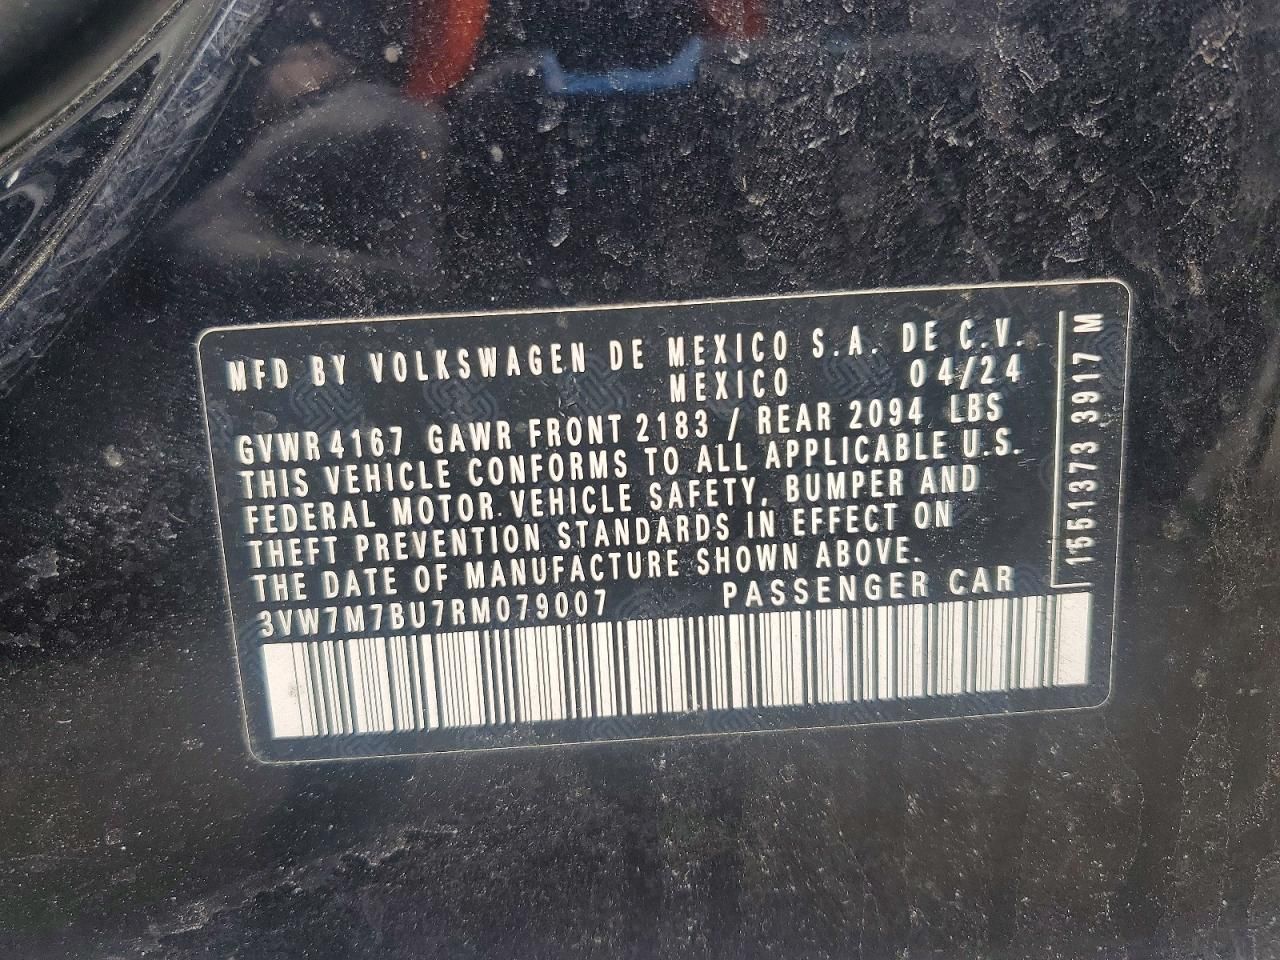 MFD BY VOLKSWAGEN DE MEXICO S.A. DE C.V.
MEXICO 04/24
GVWR 4167 GAWR FRONT 2183 / REAR 2094 LBS
THIS VEHICLE CONFORMS TO ALL APPLICABLE U.S.
FEDERAL MOTOR VEHICLE SAFETY, BUMPER AND
THEFT PREVENTION STANDARDS IN EFFECT ON
THE DATE OF MANUFACTURE SHOWN ABOVE.
3VW7M7BU7RM079007 PASSENGER CAR
1551373 3917 M